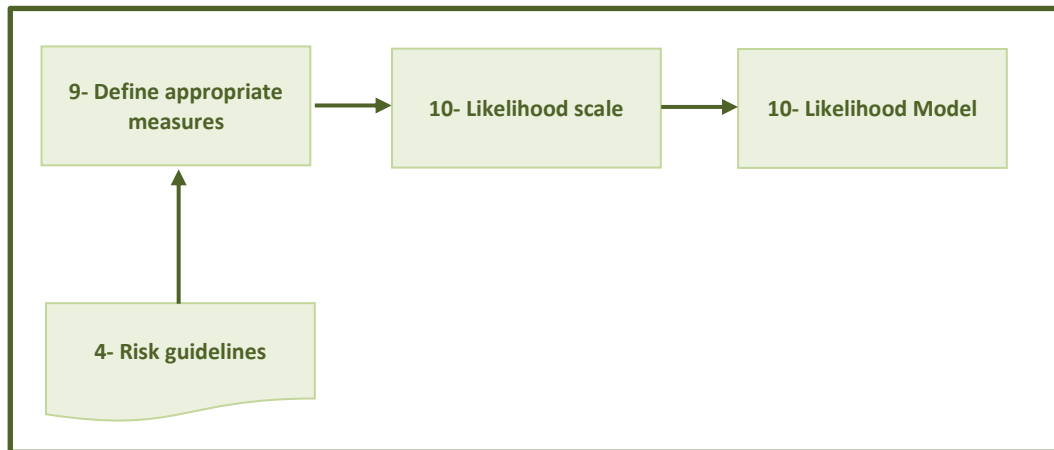 9- Define appropriate
measures
10- Likelihood scale
10- Likelihood Model
4- Risk guidelines